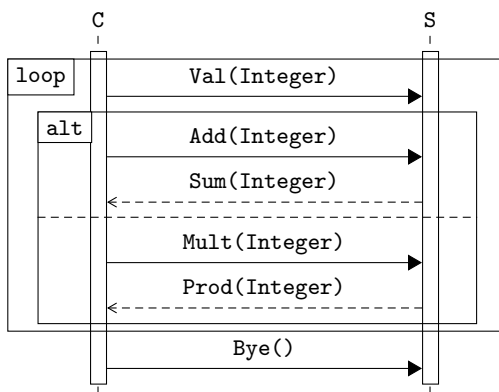 C S
loop
Val(Integer)
alt
Add(Integer)
Sum(Integer)
Mult(Integer)
Prod(Integer)
Bye()